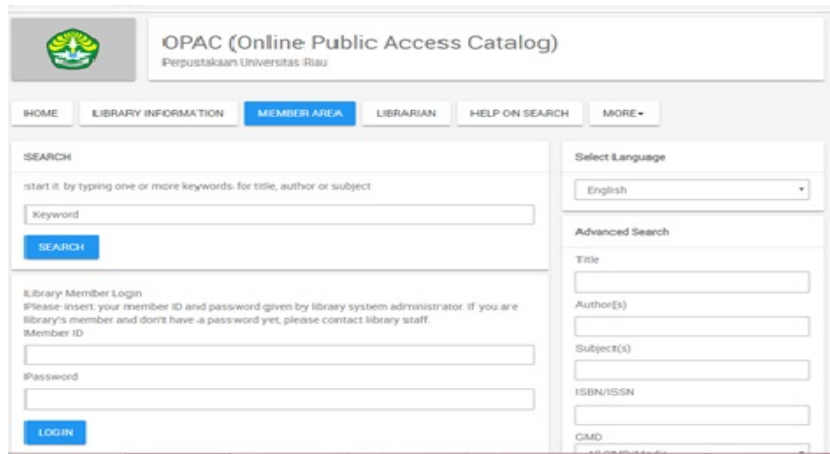 OPAC (Online Public Access Catalog)
Perpustakaan Universitas Riau
HOME LIBRARY INFORMATION MEMBER AREA LIBRARIAN HELP ON SEARCH MORE
SEARCH
start it by typing one or more keywords for title, author or subject
Keyword
SEARCH
Library Member Login
Please insert your member ID and password given by library system administrator. If you are
library's member and don't have a password yet, please contact library staff.
Member ID
Password
LOGIN
Select Language
English
Advanced Search
Title
Author(s)
Subject(s)
ISBN/ISSN
GMD